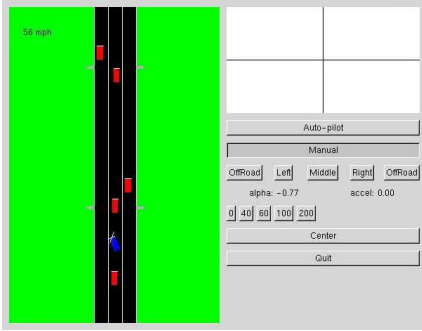 56 mph
Auto-pilot
Manual
OffRoad Left Middle Right OffRoad
alpha: -0.77 accel: 0.00
0 40 60 100 200
Center
Quit